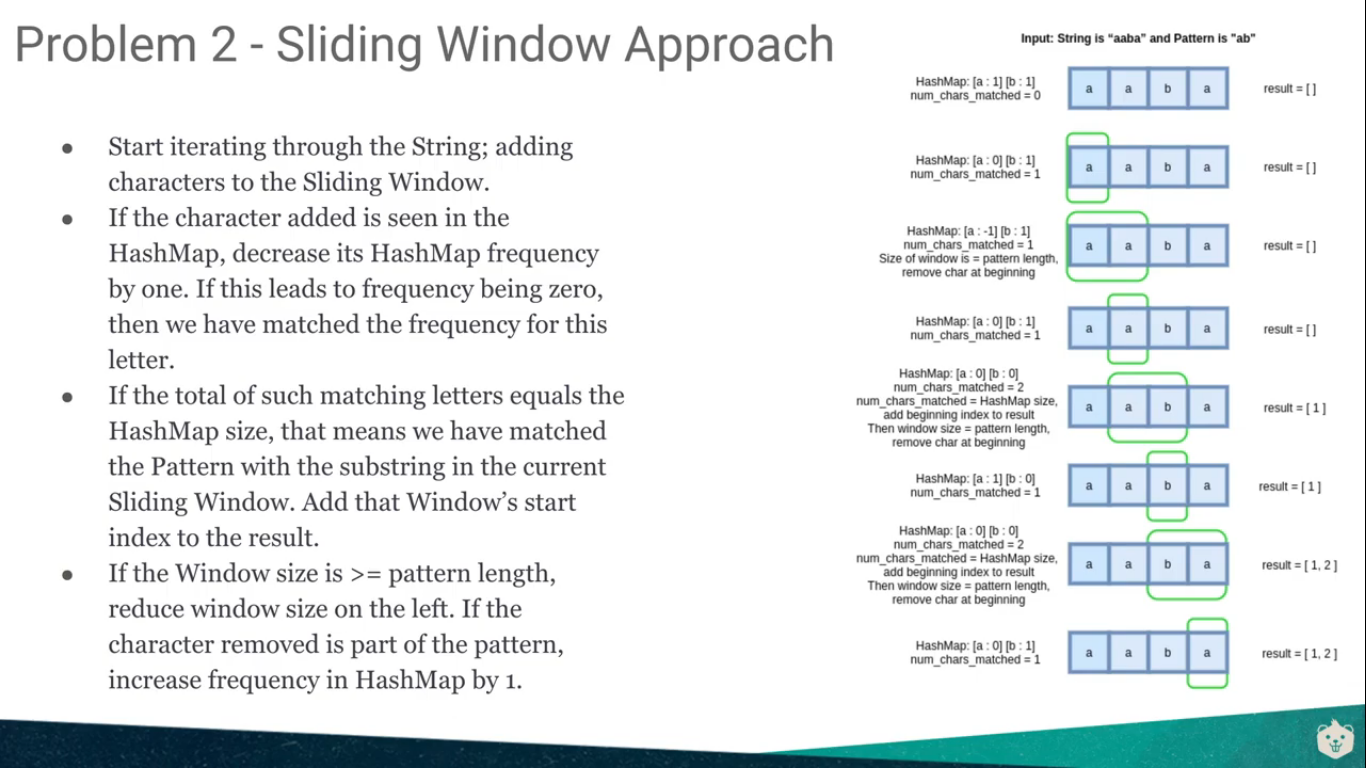 Problem 2 - Sliding Window Approach
● Start iterating through the String; adding
characters to the Sliding Window.
● If the character added is seen in the
HashMap, decrease its HashMap frequency
by one. If this leads to frequency being zero,
then we have matched the frequency for this
letter.
● If the total of such matching letters equals the
HashMap size, that means we have matched
the Pattern with the substring in the current
Sliding Window. Add that Window’s start
index to the result.
● If the Window size is >= pattern length,
reduce window size on the left. If the
character removed is part of the pattern,
increase frequency in HashMap by 1.
Input: String is “aaba” and Pattern is "ab"
HashMap: [a : 1] [b : 1]
num_chars_matched = 0
a a b a
result = [ ]
HashMap: [a : 0] [b : 1]
num_chars_matched = 1
a a b a
result = [ ]
HashMap: [a : -1] [b : 1]
num_chars_matched = 1
Size of window is = pattern length,
remove char at beginning
a a b a
result = [ ]
HashMap: [a : 0] [b : 1]
num_chars_matched = 1
a a b a
result = [ ]
HashMap: [a : 0] [b : 0]
num_chars_matched = 2
num_chars_matched = HashMap size,
add beginning index to result
Then window size = pattern length,
remove char at beginning
a a b a
result = [ 1 ]
HashMap: [a : 1] [b : 0]
num_chars_matched = 1
a a b a
result = [ 1 ]
HashMap: [a : 0] [b : 0]
num_chars_matched = 2
num_chars_matched = HashMap size,
add beginning index to result
Then window size = pattern length,
remove char at beginning
a a b a
result = [ 1, 2 ]
HashMap: [a : 0] [b : 1]
num_chars_matched = 1
a a b a
result = [ 1, 2 ]